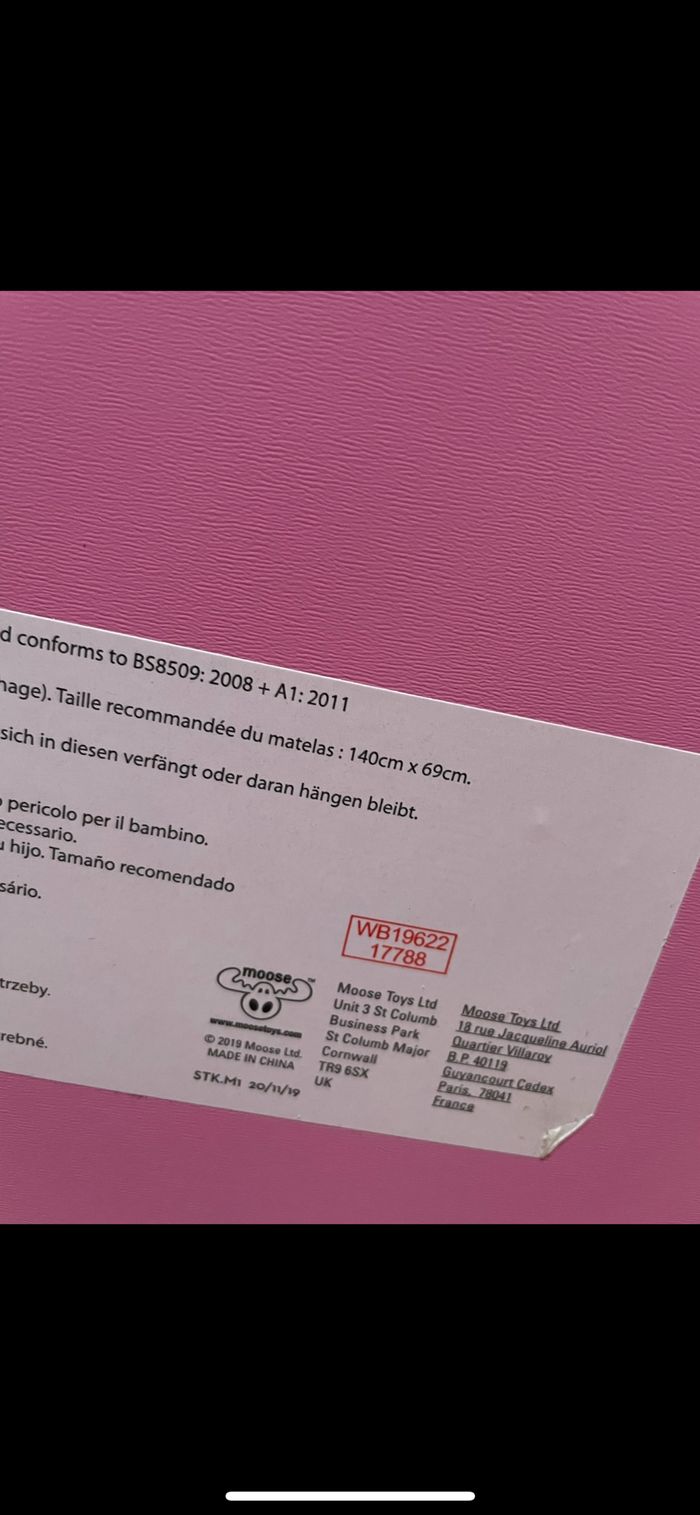 d conforms to BS8509: 2008 + A1: 2011
hage). Taille recommandée du matelas : 140cm x 69cm.
sich in diesen verfängt oder daran hängen bleibt.
pericolo per il bambino.
ecessario.
u hijo. Tamaño recomendado
sário.
trzeby.
rebné.
WB19622
17788
moose™
www.moosetoys.com
© 2019 Moose Ltd.
MADE IN CHINA
STK.M1 20/11/19
Moose Toys Ltd
Unit 3 St Columb
Business Park
St Columb Major
Cornwall
TR9 6SX
UK
Moose Toys Ltd
18 rue Jacqueline Auriol
Quartier Villaroy
B.P. 40119
Guyancourt Cedex
Paris, 78041
France